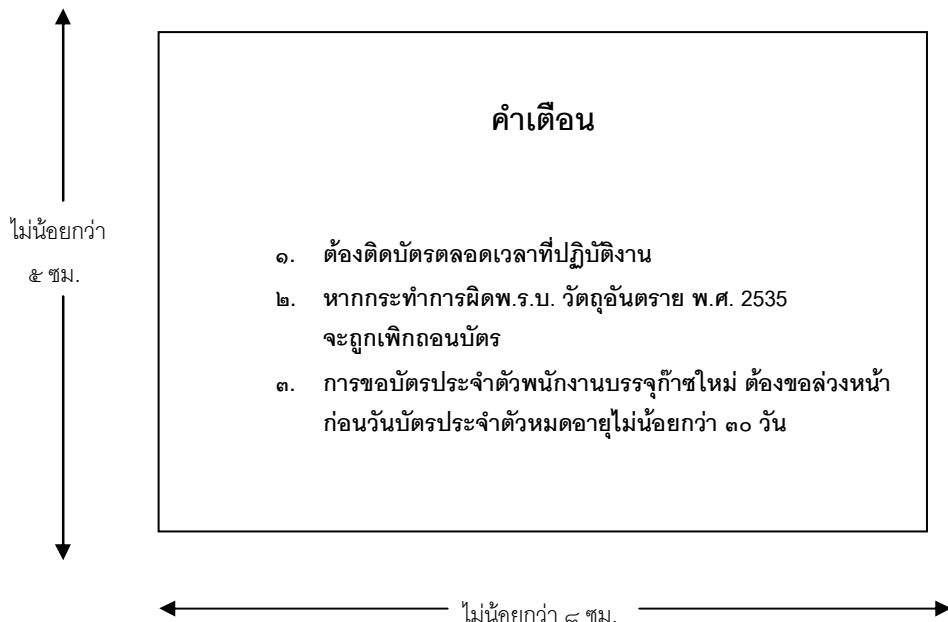 คำเตือน
ไม่น้อยกว่า
๕ ซม.
๑. ต้องติดบัตรตลอดเวลาที่ปฏิบัติงาน
๒. หากกระทำการผิดพ.ร.บ. วัตถุอันตราย พ.ศ. 2535
จะถูกเพิกถอนบัตร
๓. การขอบัตรประจำตัวพนักงานบรรจุก๊าซใหม่ ต้องขอล่วงหน้า
ก่อนวันบัตรประจำตัวหมดอายุไม่น้อยกว่า ๓๐ วัน
ไม่น้อยกว่า ๘ ซม.